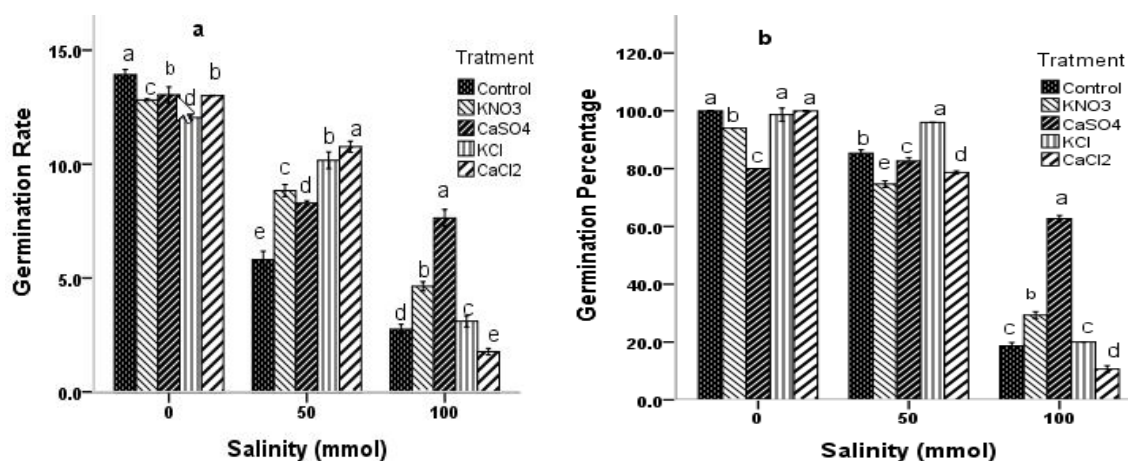 a
15.0
10.0
5.0
0.0
Germination Rate
a c b d b
e c d b a
d b a c e
Tratment
Control
KNO3
CaSO4
KCl
CaCl2
0 50 100
Salinity (mmol)
b
120.0
100.0
80.0
60.0
40.0
20.0
0.0
Germination Percentage
a b c a a
b e c a d
c b a c d
Tratment
Control
KNO3
CaSO4
KCl
CaCl2
0 50 100
Salinity (mmol)